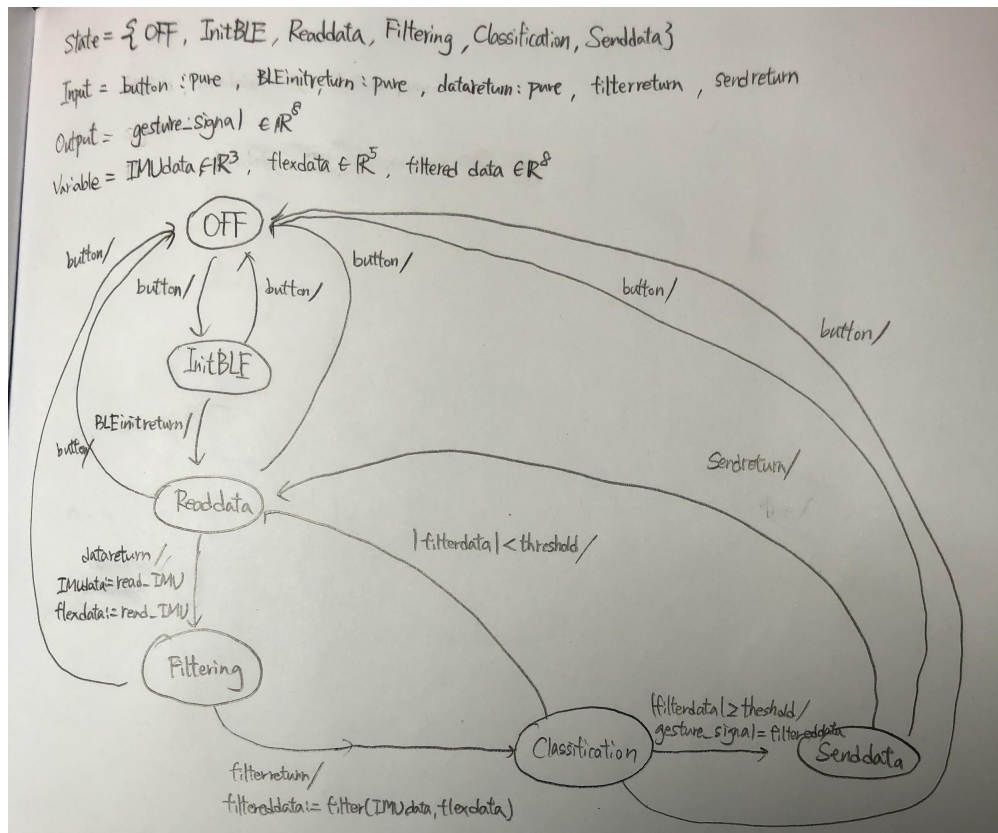 State = { OFF, InitBLE, Readdata, Filtering, Classification, Senddata}
Input = button : pure, BLEinitreturn : pure, datareturn: pure, filterreturn, sendreturn
Output = gesture_signal ∈ ℝ⁸
Variable = IMUdata ∈ ℝ³, flexdata ∈ ℝ⁵, filtered data ∈ ℝ⁸
OFF
button/
button/
button/
button/
button/
button/
InitBLE
BLEinitreturn/
button/
Readdata
Sendreturn/
|filterdata| < threshold/
datareturn/
IMUdata:=read_IMU
flexdata:=read_IMU
Filtering
|filterdata| ≥ theshold/
gesture_signal = filtereddata
Classification
Senddata
filterreturn/
filtereddata:= filter(IMUdata, flexdata)